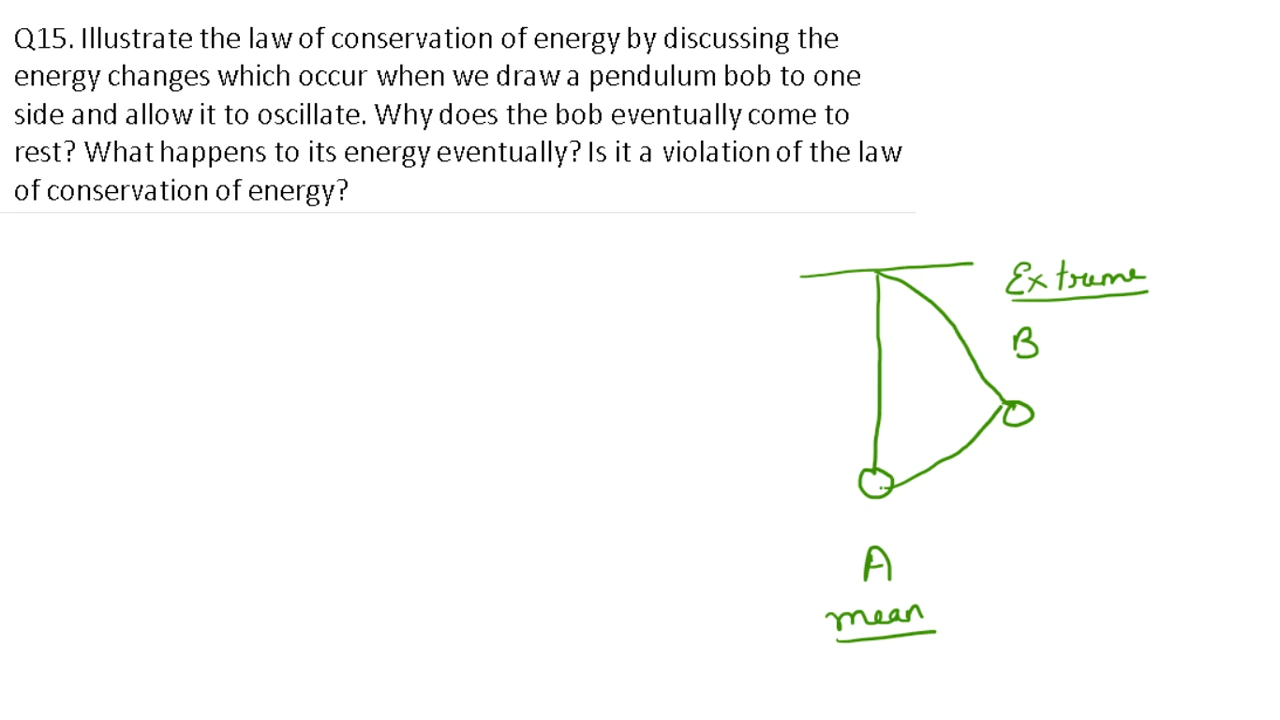 Q15. Illustrate the law of conservation of energy by discussing the
energy changes which occur when we draw a pendulum bob to one
side and allow it to oscillate. Why does the bob eventually come to
rest? What happens to its energy eventually? Is it a violation of the law
of conservation of energy?
Extreme
B
A
mean